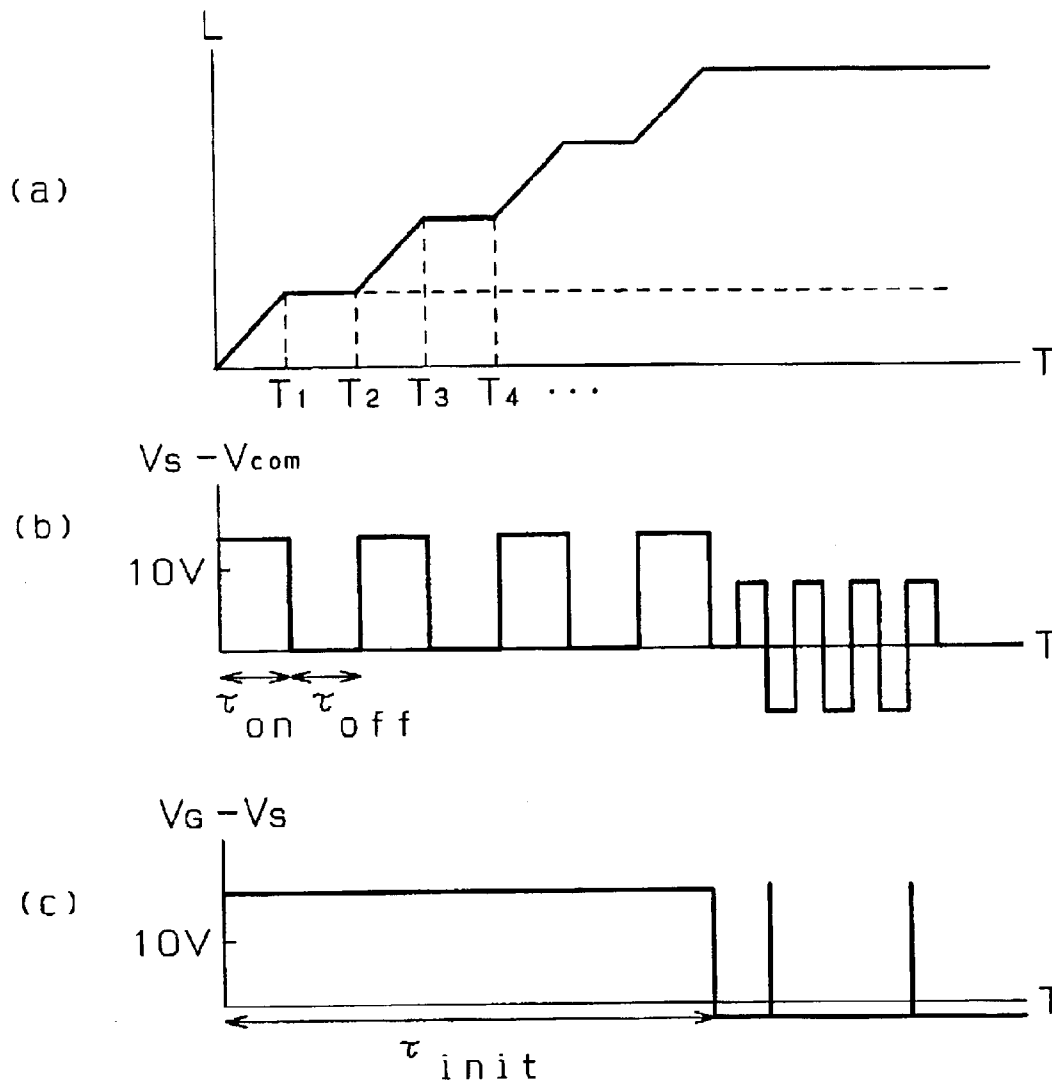 L
(a)
T
T1 T2 T3 T4 ...
Vs - Vcom
(b)
10V
T
τon τoff
VG - Vs
(c)
10V
T
τinit